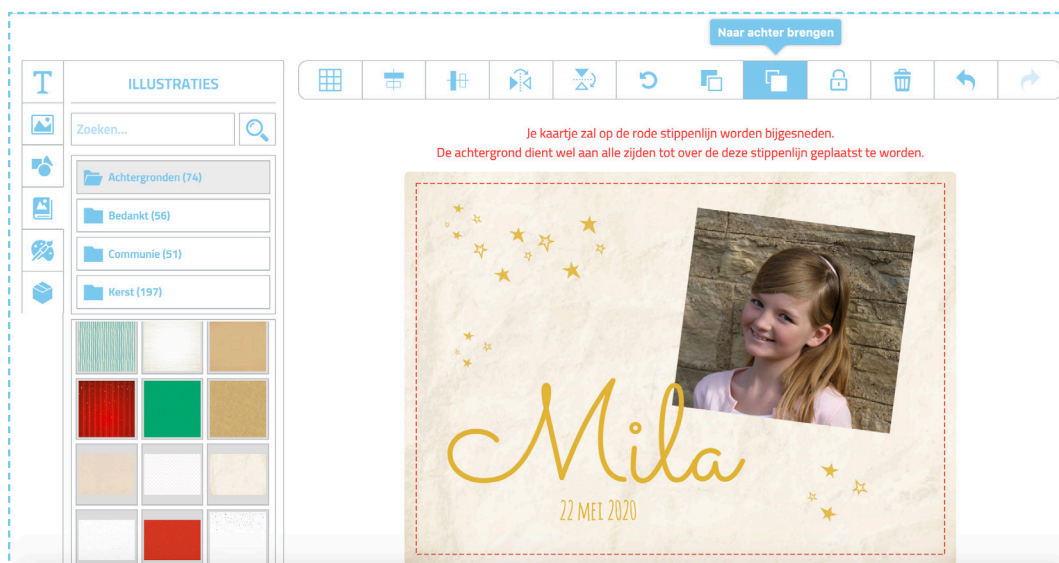 Naar achter brengen
T
ILLUSTRATIES
Zoeken...
Achtergronden (74)
Bedankt (56)
Communie (51)
Kerst (197)
Je kaartje zal op de rode stippenlijn worden bijgesneden.
De achtergrond dient wel aan alle zijden tot over de deze stippenlijn geplaatst te worden.
Mila
22 MEI 2020